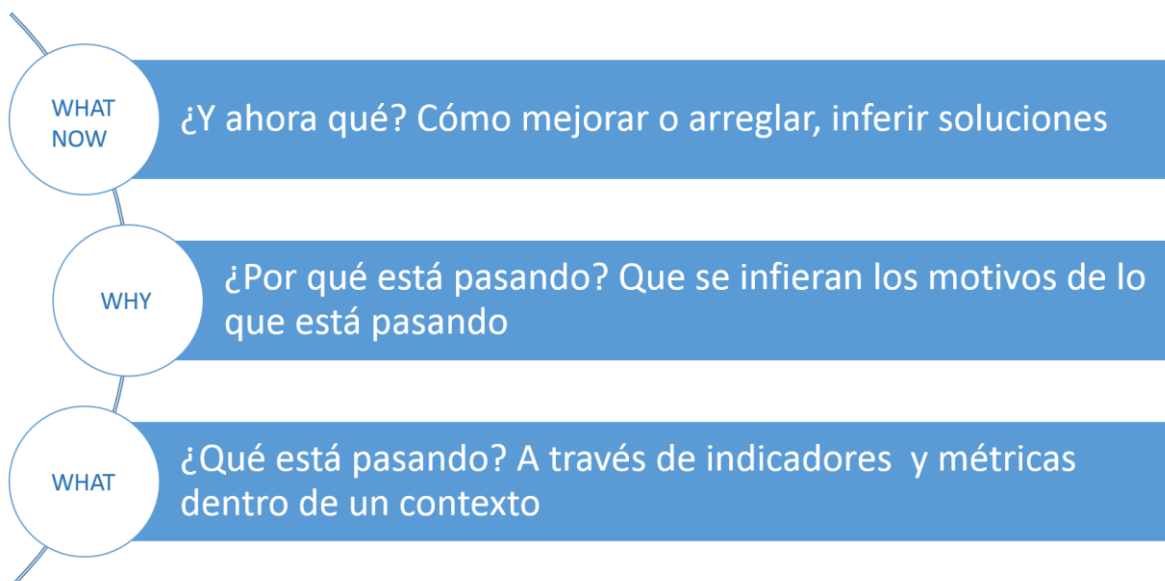 WHAT
NOW
¿Y ahora qué? Cómo mejorar o arreglar, inferir soluciones
WHY
¿Por qué está pasando? Que se infieran los motivos de lo
que está pasando
WHAT
¿Qué está pasando? A través de indicadores  y métricas
dentro de un contexto